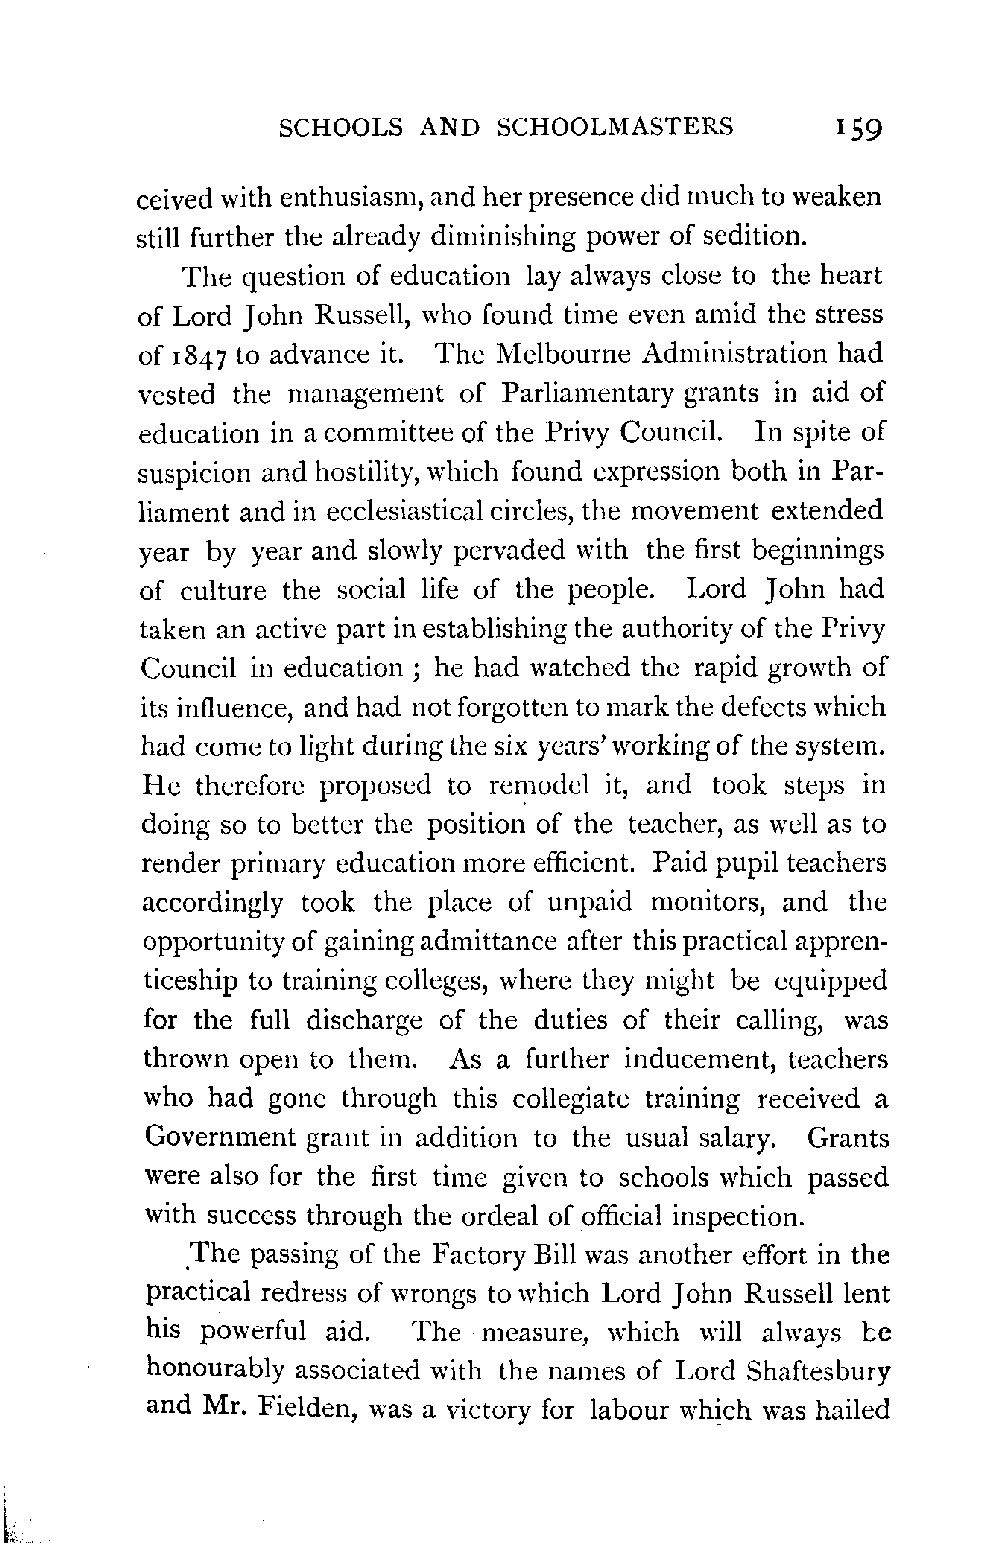 SCHOOLS AND SCHOOLMASTERS 159
ceived with enthusiasm, and her presence did much to weaken
still further the already diminishing power of sedition.
The question of education lay always close to the heart
of Lord John Russell, who found time even amid the stress
of 1847 to advance it. The Melbourne Administration had
vested the management of Parliamentary grants in aid of
education in a committee of the Privy Council. In spite of
suspicion and hostility, which found expression both in Par-
liament and in ecclesiastical circles, the movement extended
year by year and slowly pervaded with the first beginnings
of culture the social life of the people. Lord John had
taken an active part in establishing the authority of the Privy
Council in education ; he had watched the rapid growth of
its influence, and had not forgotten to mark the defects which
had come to light during the six years' working of the system.
He therefore proposed to remodel it, and took steps in
doing so to better the position of the teacher, as well as to
render primary education more efficient. Paid pupil teachers
accordingly took the place of unpaid monitors, and the
opportunity of gaining admittance after this practical appren-
ticeship to training colleges, where they might be equipped
for the full discharge of the duties of their calling, was
thrown open to them. As a further inducement, teachers
who had gone through this collegiate training received a
Government grant in addition to the usual salary. Grants
were also for the first time given to schools which passed
with success through the ordeal of official inspection.
The passing of the Factory Bill was another effort in the
practical redress of wrongs to which Lord John Russell lent
his powerful aid. The measure, which will always be
honourably associated with the names of Lord Shaftesbury
and Mr. Fielden, was a victory for labour which was hailed